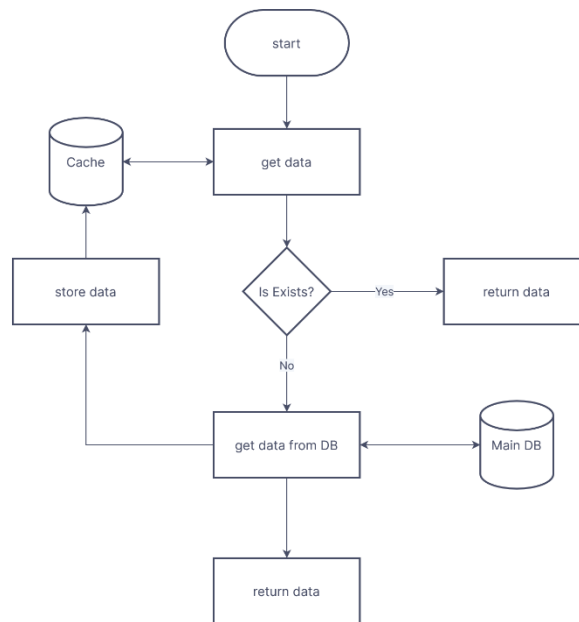 start
Cache
get data
store data
Is Exists?
Yes
return data
No
get data from DB
Main DB
return data